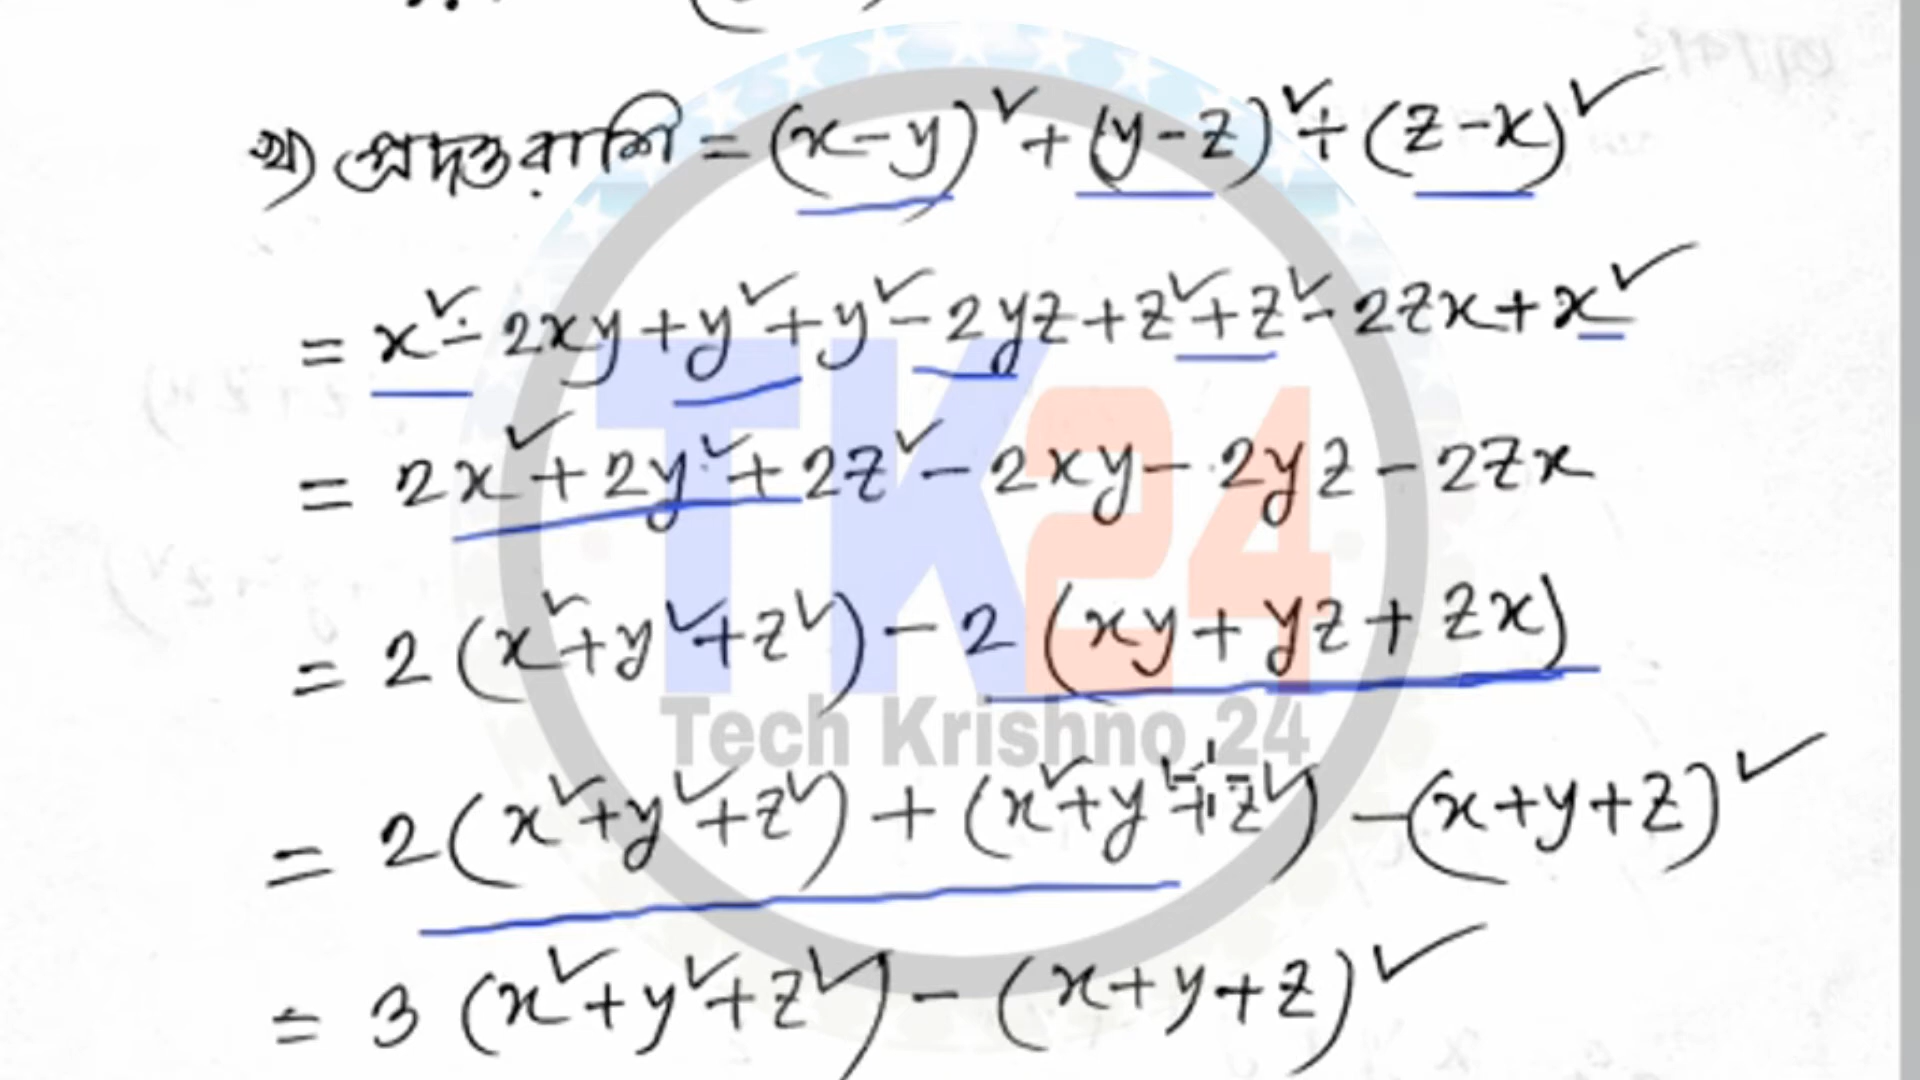 খ) প্রদত্ত রাশি = (x-y)² + (y-z)² + (z-x)²
= x² - 2xy + y² + y² - 2yz + z² + z² - 2zx + x²
= 2x² + 2y² + 2z² - 2xy - 2yz - 2zx
= 2(x² + y² + z²) - 2(xy + yz + zx)
TK24
Tech Krishno 24
= 2(x² + y² + z²) + (x² + y² + z²) - (x+y+z)²
= 3(x² + y² + z²) - (x+y+z)²